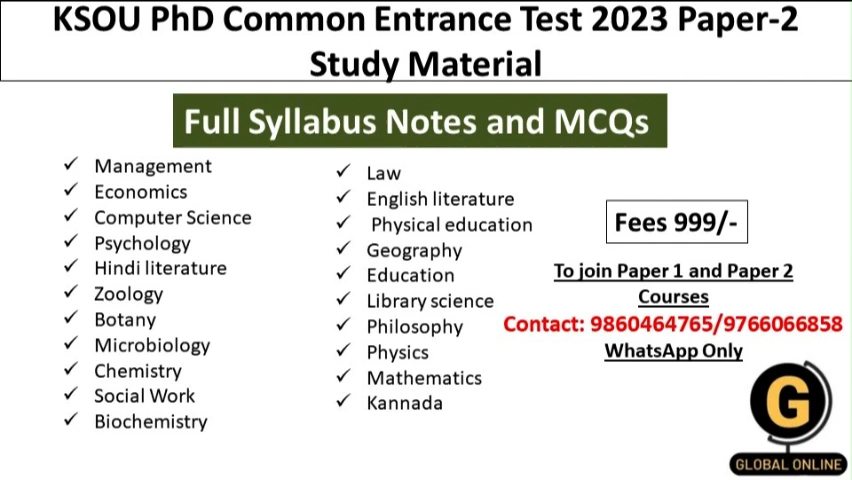 KSOU PhD Common Entrance Test 2023 Paper-2
Study Material
Full Syllabus Notes and MCQs
✓ Management
✓ Economics
✓ Computer Science
✓ Psychology
✓ Hindi literature
✓ Zoology
✓ Botany
✓ Microbiology
✓ Chemistry
✓ Social Work
✓ Biochemistry
✓ Law
✓ English literature
✓ Physical education
✓ Geography
✓ Education
✓ Library science
✓ Philosophy
✓ Physics
✓ Mathematics
✓ Kannada
Fees 999/-
To join Paper 1 and Paper 2
Courses
Contact: 9860464765/9766066858
WhatsApp Only
G
GLOBAL ONLINE